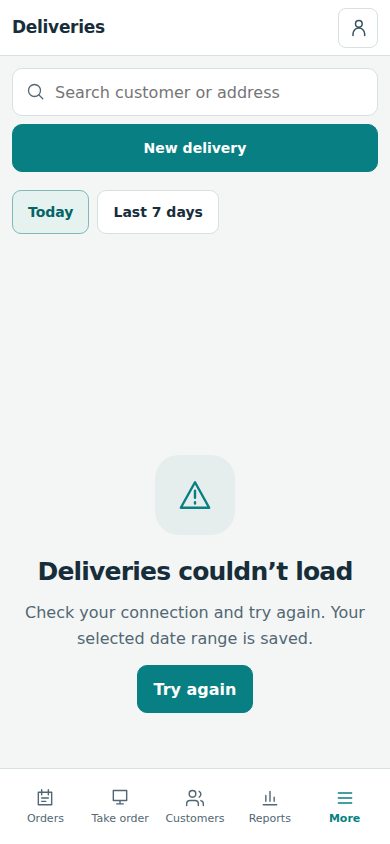 Deliveries
Search customer or address
New delivery
Today
Last 7 days
Deliveries couldn’t load
Check your connection and try again. Your
selected date range is saved.
Try again
Orders
Take order
Customers
Reports
More